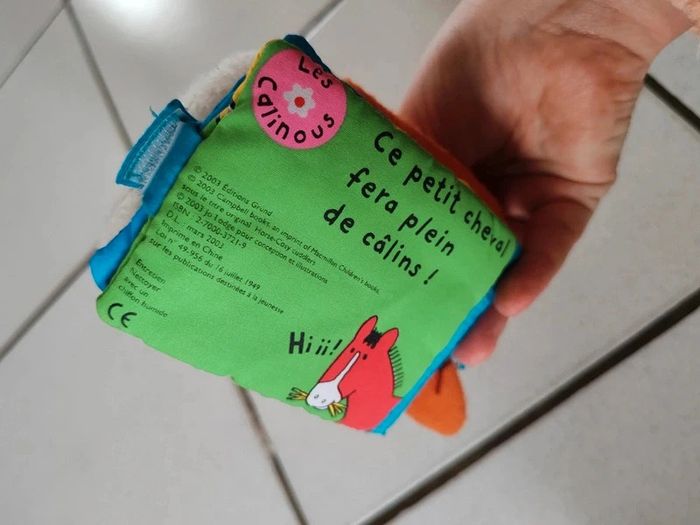 Les
Calinous
Ce petit cheval
fera plein
de câlins !
© 2003 Éditions Gründ
© 2003 Campbell books, an imprint of Macmillan Children's books,
sous le titre original Horse-Cosy cuddlers
© 2003 Jo Lodge pour conception et illustrations
ISBN : 2-7000-3721-9
D.L. : mars 2003
Imprimé en Chine
Loi n° 49.956 du 16 juillet 1949
sur les publications destinées à la jeunesse
Entretien
Nettoyer
avec un
chiffon humide
CE
Hi ii!